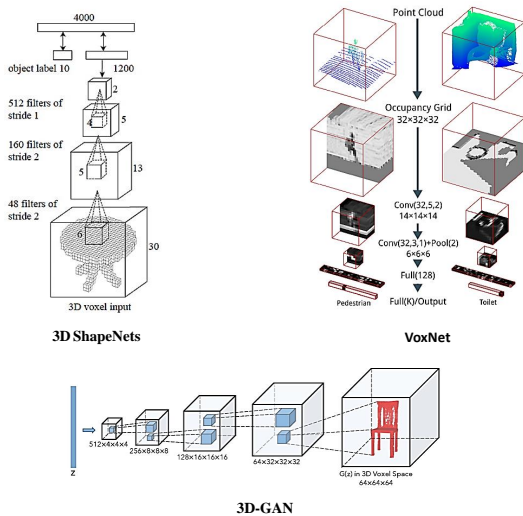 4000
object label 10
1200
2
512 filters of
stride 1
4
5
160 filters of
stride 2
5
13
48 filters of
stride 2
6
30
3D voxel input
3D ShapeNets
Point Cloud
Occupancy Grid
32×32×32
Conv(32,5,2)
14×14×14
Conv(32,3,1)+Pool(2)
6×6×6
Full(128)
Pedestrian
Full(K)/Output
Toilet
VoxNet
z
512×4×4×4
256×8×8×8
128×16×16×16
64×32×32×32
G(z) in 3D Voxel Space
64×64×64
3D-GAN